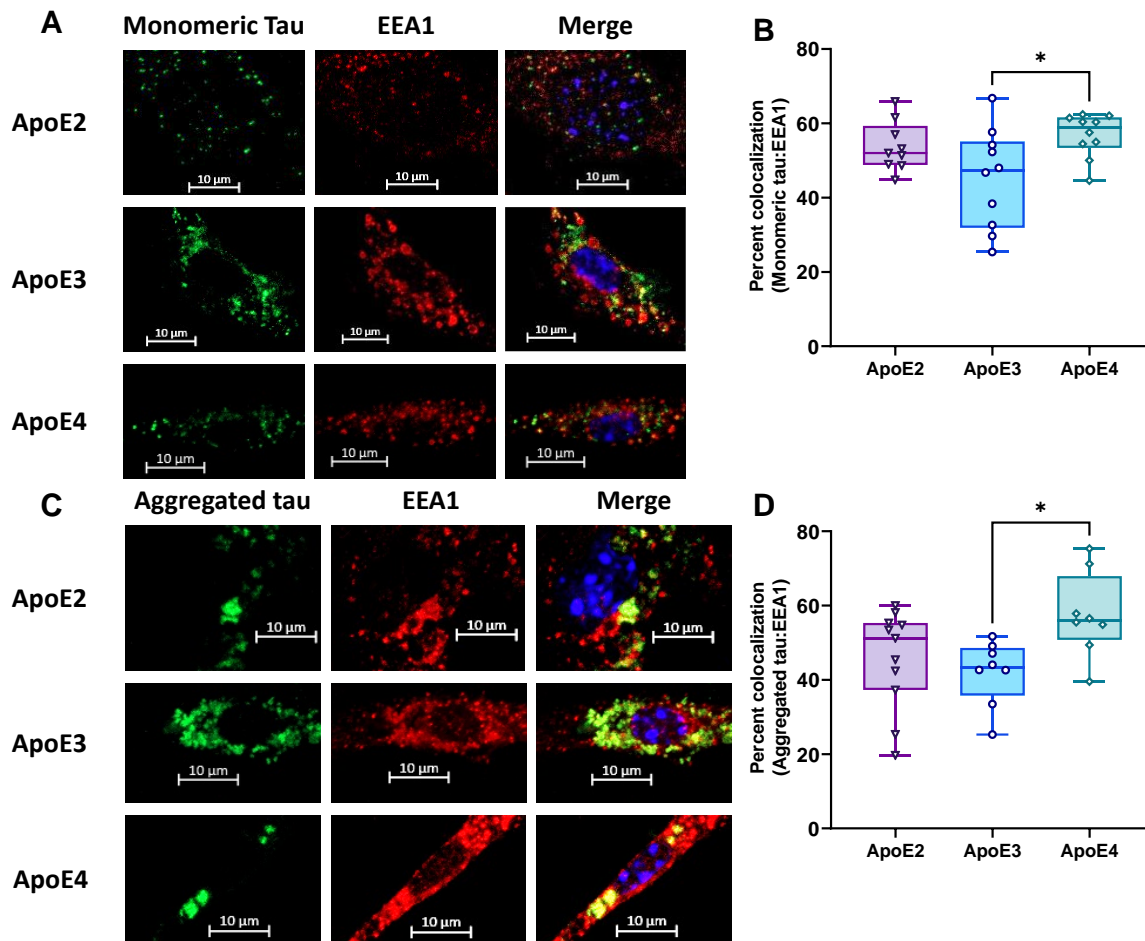 A
Monomeric Tau
EEA1
Merge
ApoE2
10 µm
10 µm
10 µm
ApoE3
10 µm
10 µm
10 µm
ApoE4
10 µm
10 µm
10 µm
B
80
60
40
20
0
Percent colocalization
(Monomeric tau:EEA1)
*
ApoE2
ApoE3
ApoE4
C
Aggregated tau
EEA1
Merge
ApoE2
10 µm
10 µm
10 µm
ApoE3
10 µm
10 µm
10 µm
ApoE4
10 µm
10 µm
10 µm
D
80
60
40
20
0
Percent colocalization
(Aggregated tau:EEA1)
*
ApoE2
ApoE3
ApoE4